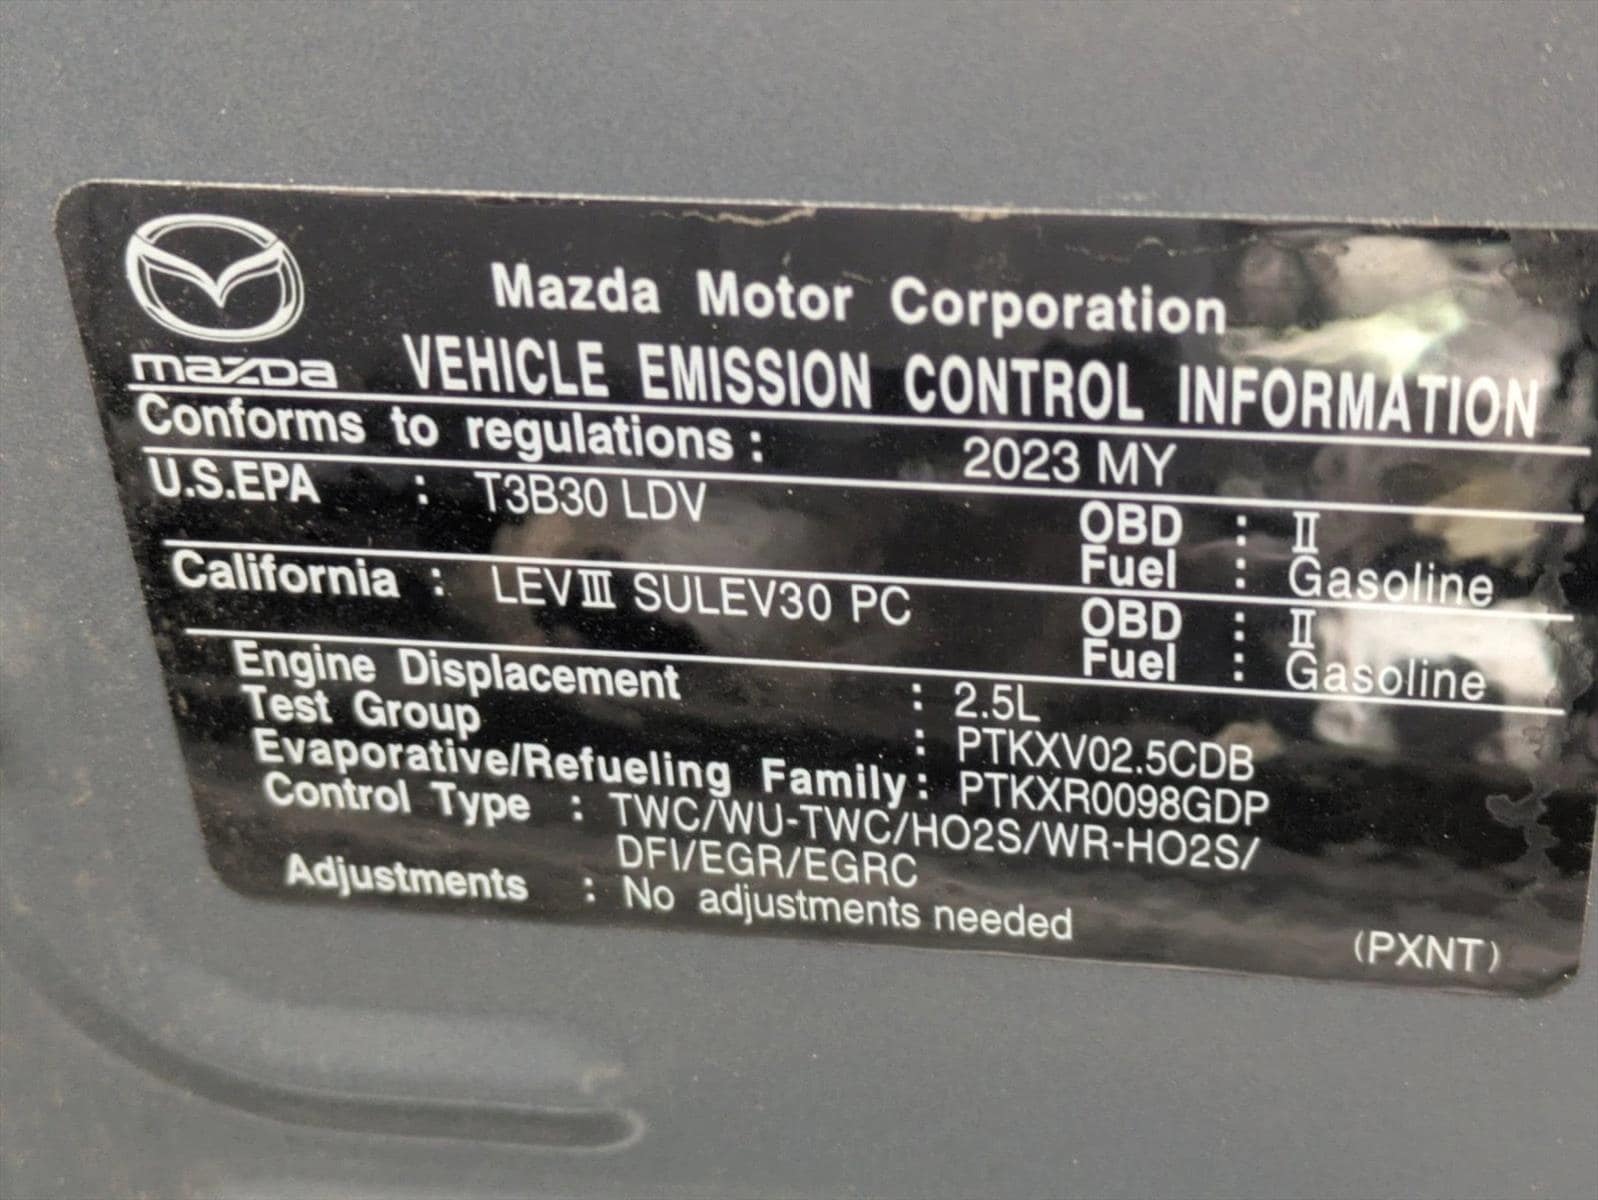 Mazda Motor Corporation
mazda VEHICLE EMISSION CONTROL INFORMATION
Conforms to regulations : 2023 MY
U.S.EPA : T3B30 LDV OBD : II
Fuel : Gasoline
California : LEVIII SULEV30 PC OBD : II
Fuel : Gasoline
Engine Displacement : 2.5L
Test Group : PTKXV02.5CDB
Evaporative/Refueling Family : PTKXR0098GDP
Control Type : TWC/WU-TWC/HO2S/WR-HO2S/
DFI/EGR/EGRC
Adjustments : No adjustments needed
(PXNT)